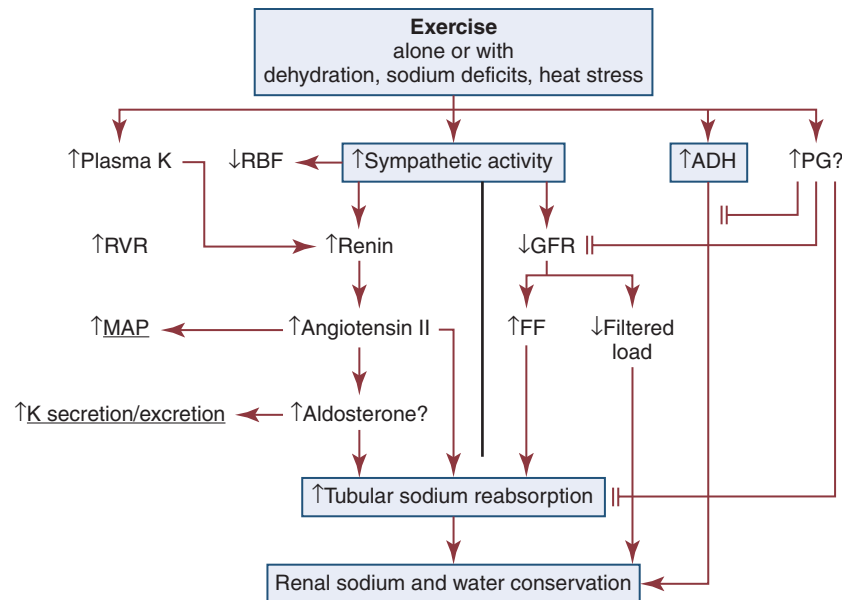 Exercise
alone or with
dehydration, sodium deficits, heat stress
↑Plasma K
↓RBF
↑Sympathetic activity
↑ADH
↑PG?
↑RVR
↑Renin
↓GFR
↑MAP
↑Angiotensin II
↑FF
↓Filtered
load
↑K secretion/excretion
↑Aldosterone?
↑Tubular sodium reabsorption
Renal sodium and water conservation